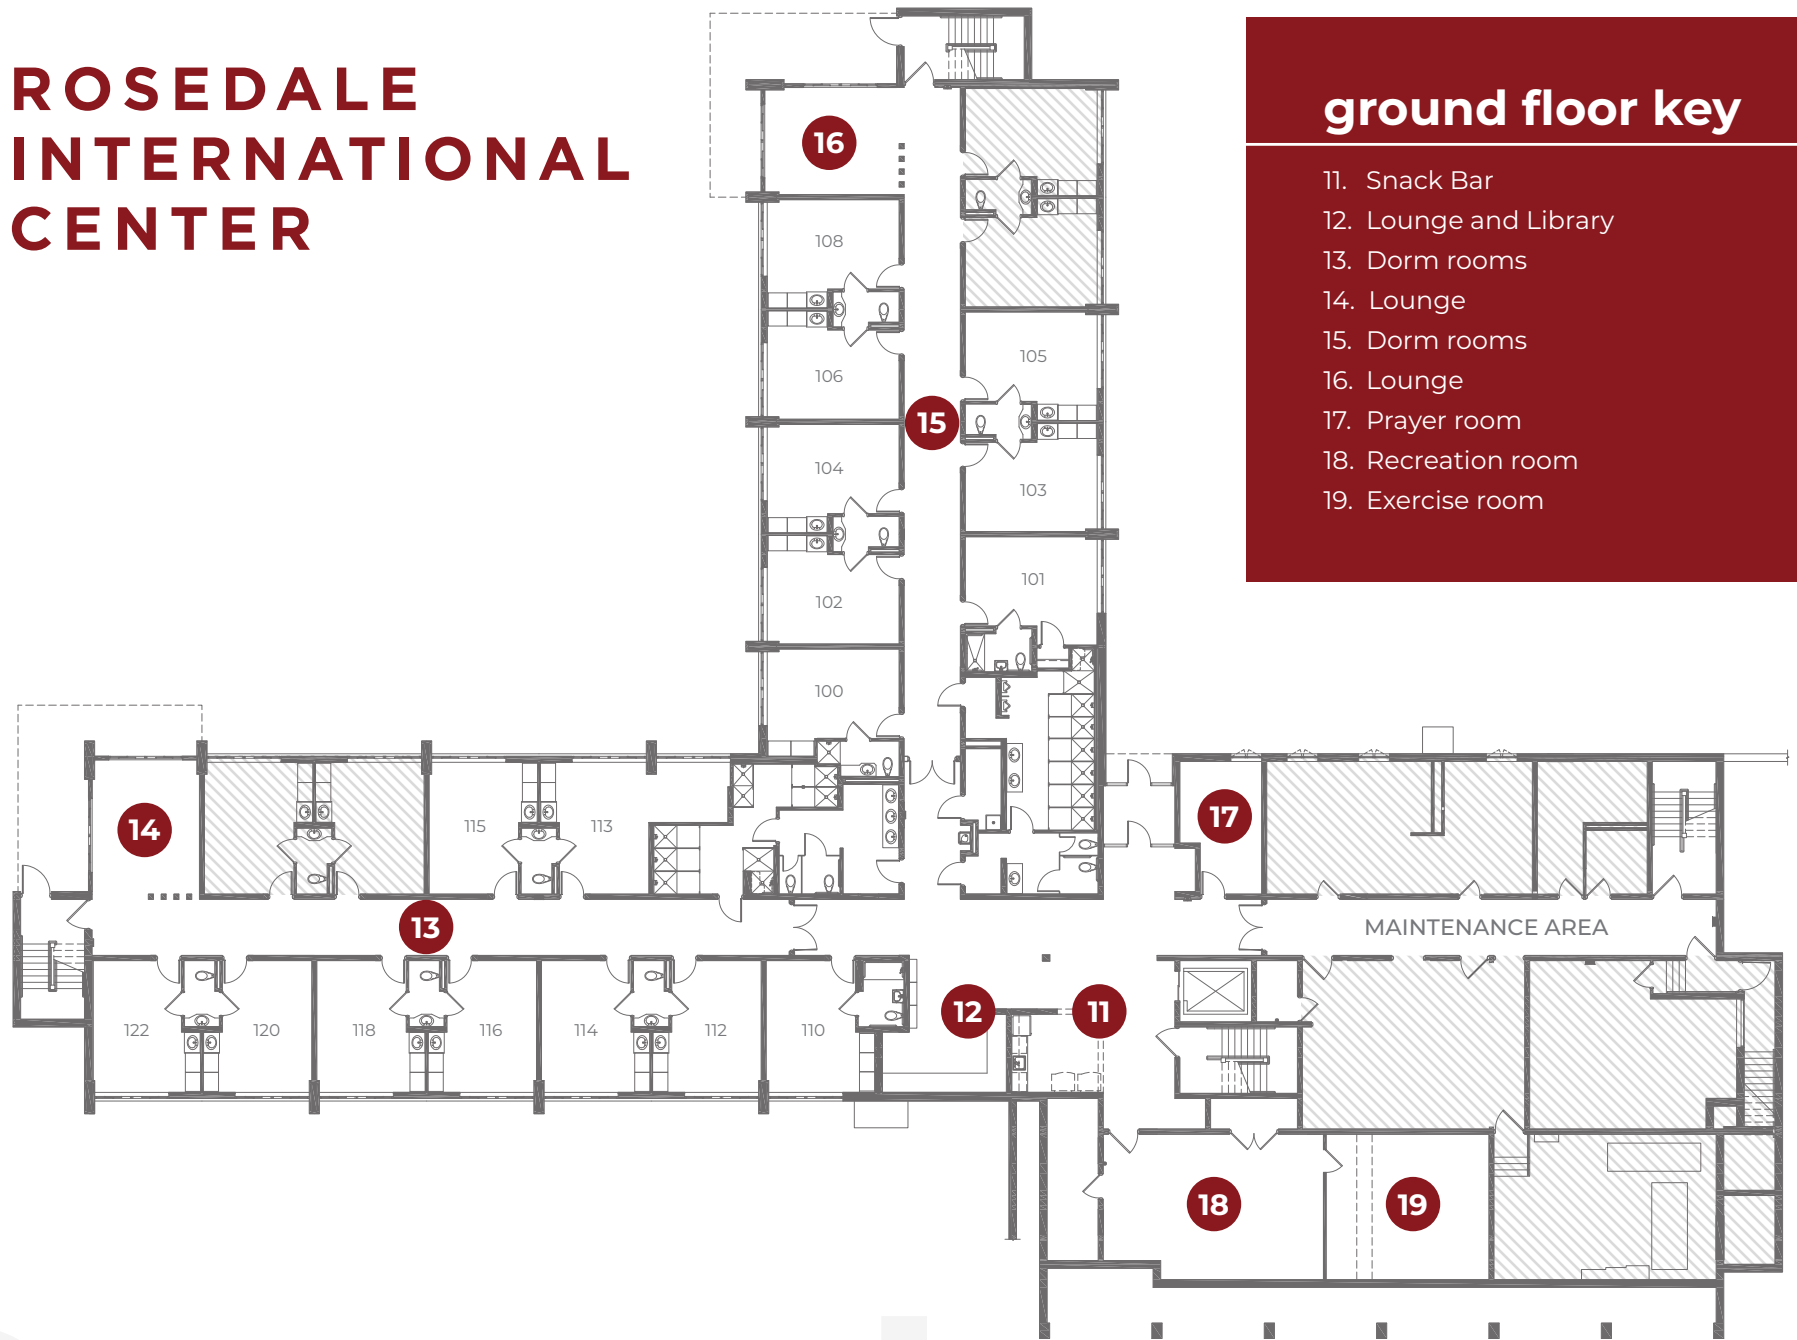 ROSEDALE
INTERNATIONAL
CENTER
ground floor key
11. Snack Bar
12. Lounge and Library
13. Dorm rooms
14. Lounge
15. Dorm rooms
16. Lounge
17. Prayer room
18. Recreation room
19. Exercise room
16
108
106
105
15
104
103
101
102
100
14
115
113
17
13
MAINTENANCE AREA
12
11
122
120
118
116
114
112
110
18
19